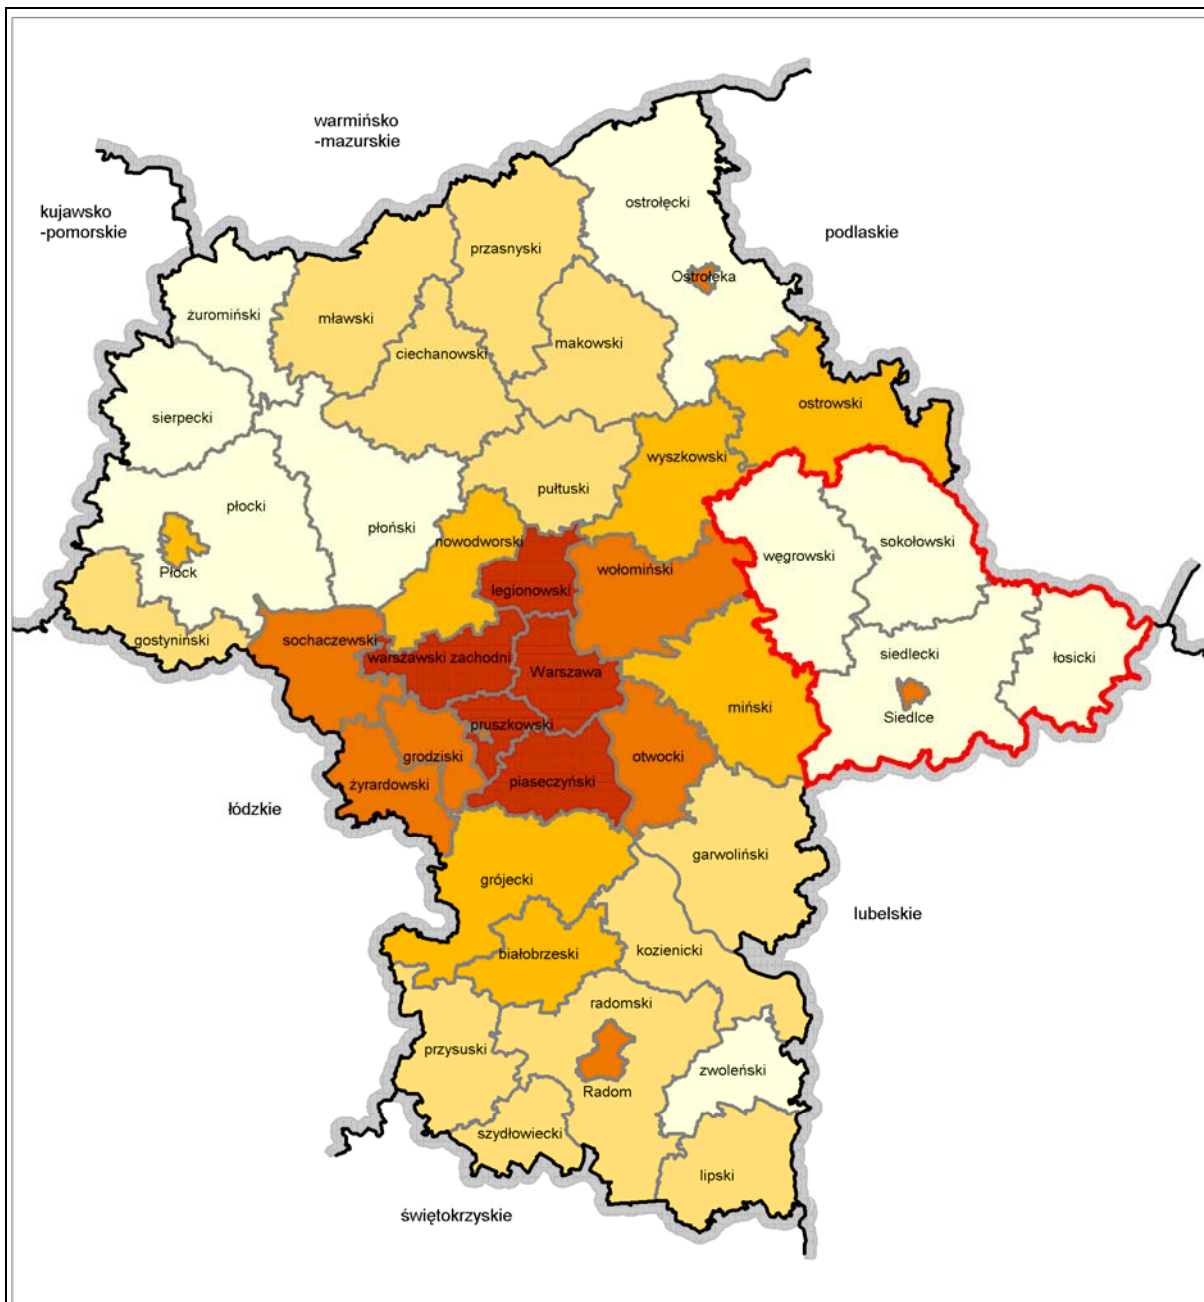 warmińsko
-mazurskie
kujawsko
-pomorskie
podlaskie
ostrołęcki
przasnyski
Ostrołęka
żuromiński
mławski
ciechanowski
makowski
ostrowski
sierpecki
wyszkowski
pułtuski
płocki
płoński
nowodworski
Płock
węgrowski
sokołowski
legionowski
wołomiński
gostyniński
sochaczewski
warszawski zachodni
Warszawa
siedlecki
łosicki
miński
Siedlce
pruszkowski
grodziski
otwocki
żyrardowski
piaseczyński
łódzkie
garwoliński
grójecki
lubelskie
białobrzeski
kozienicki
radomski
przysuski
zwoleński
Radom
szydłowiecki
lipski
świętokrzyskie